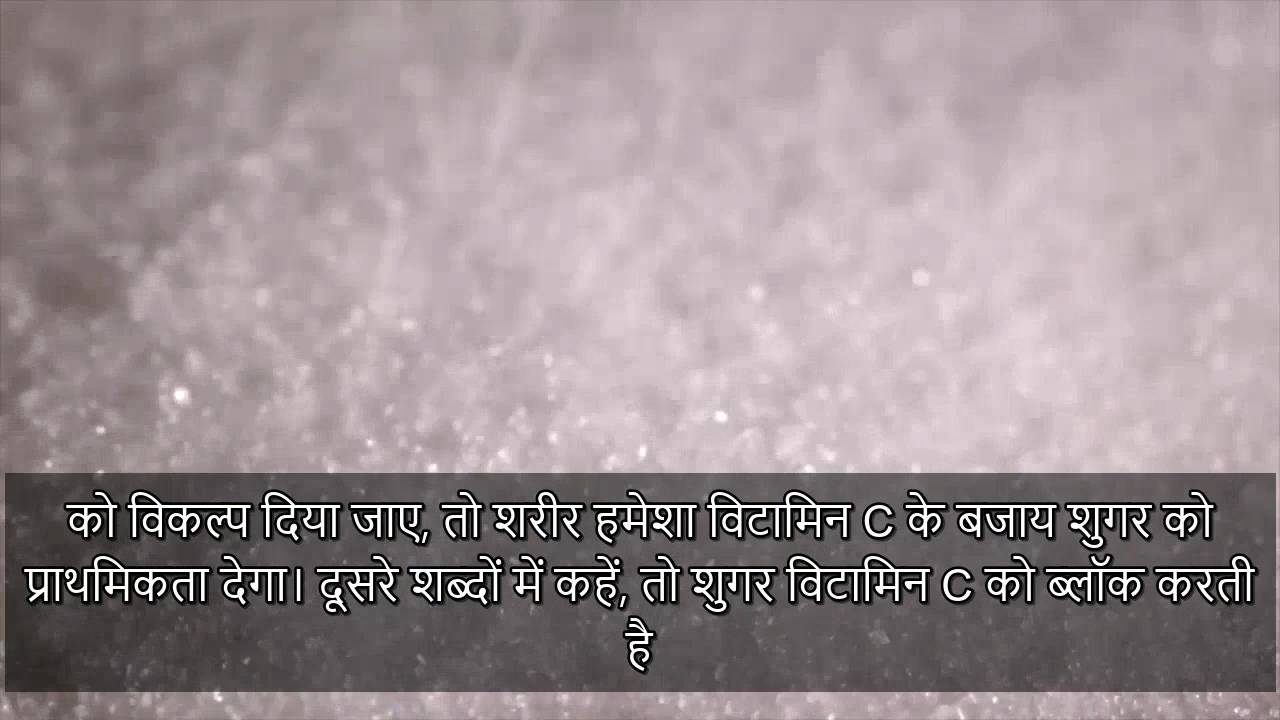 को विकल्प दिया जाए, तो शरीर हमेशा विटामिन C के बजाय शुगर को
प्राथमिकता देगा। दूसरे शब्दों में कहें, तो शुगर विटामिन C को ब्लॉक करती
है